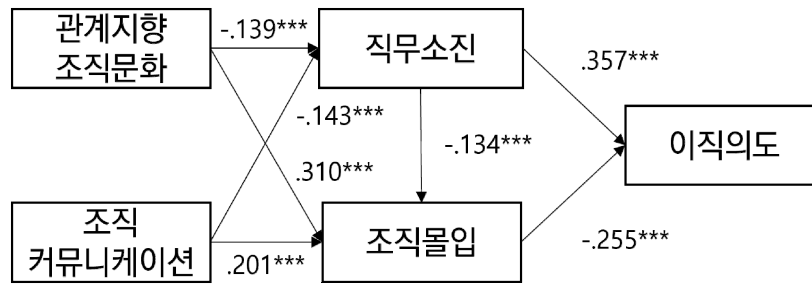 관계지향
조직문화
-.139***
직무소진
.357***
-.143***
-.134***
이직의도
.310***
조직
커뮤니케이션
.201***
조직몰입
-.255***